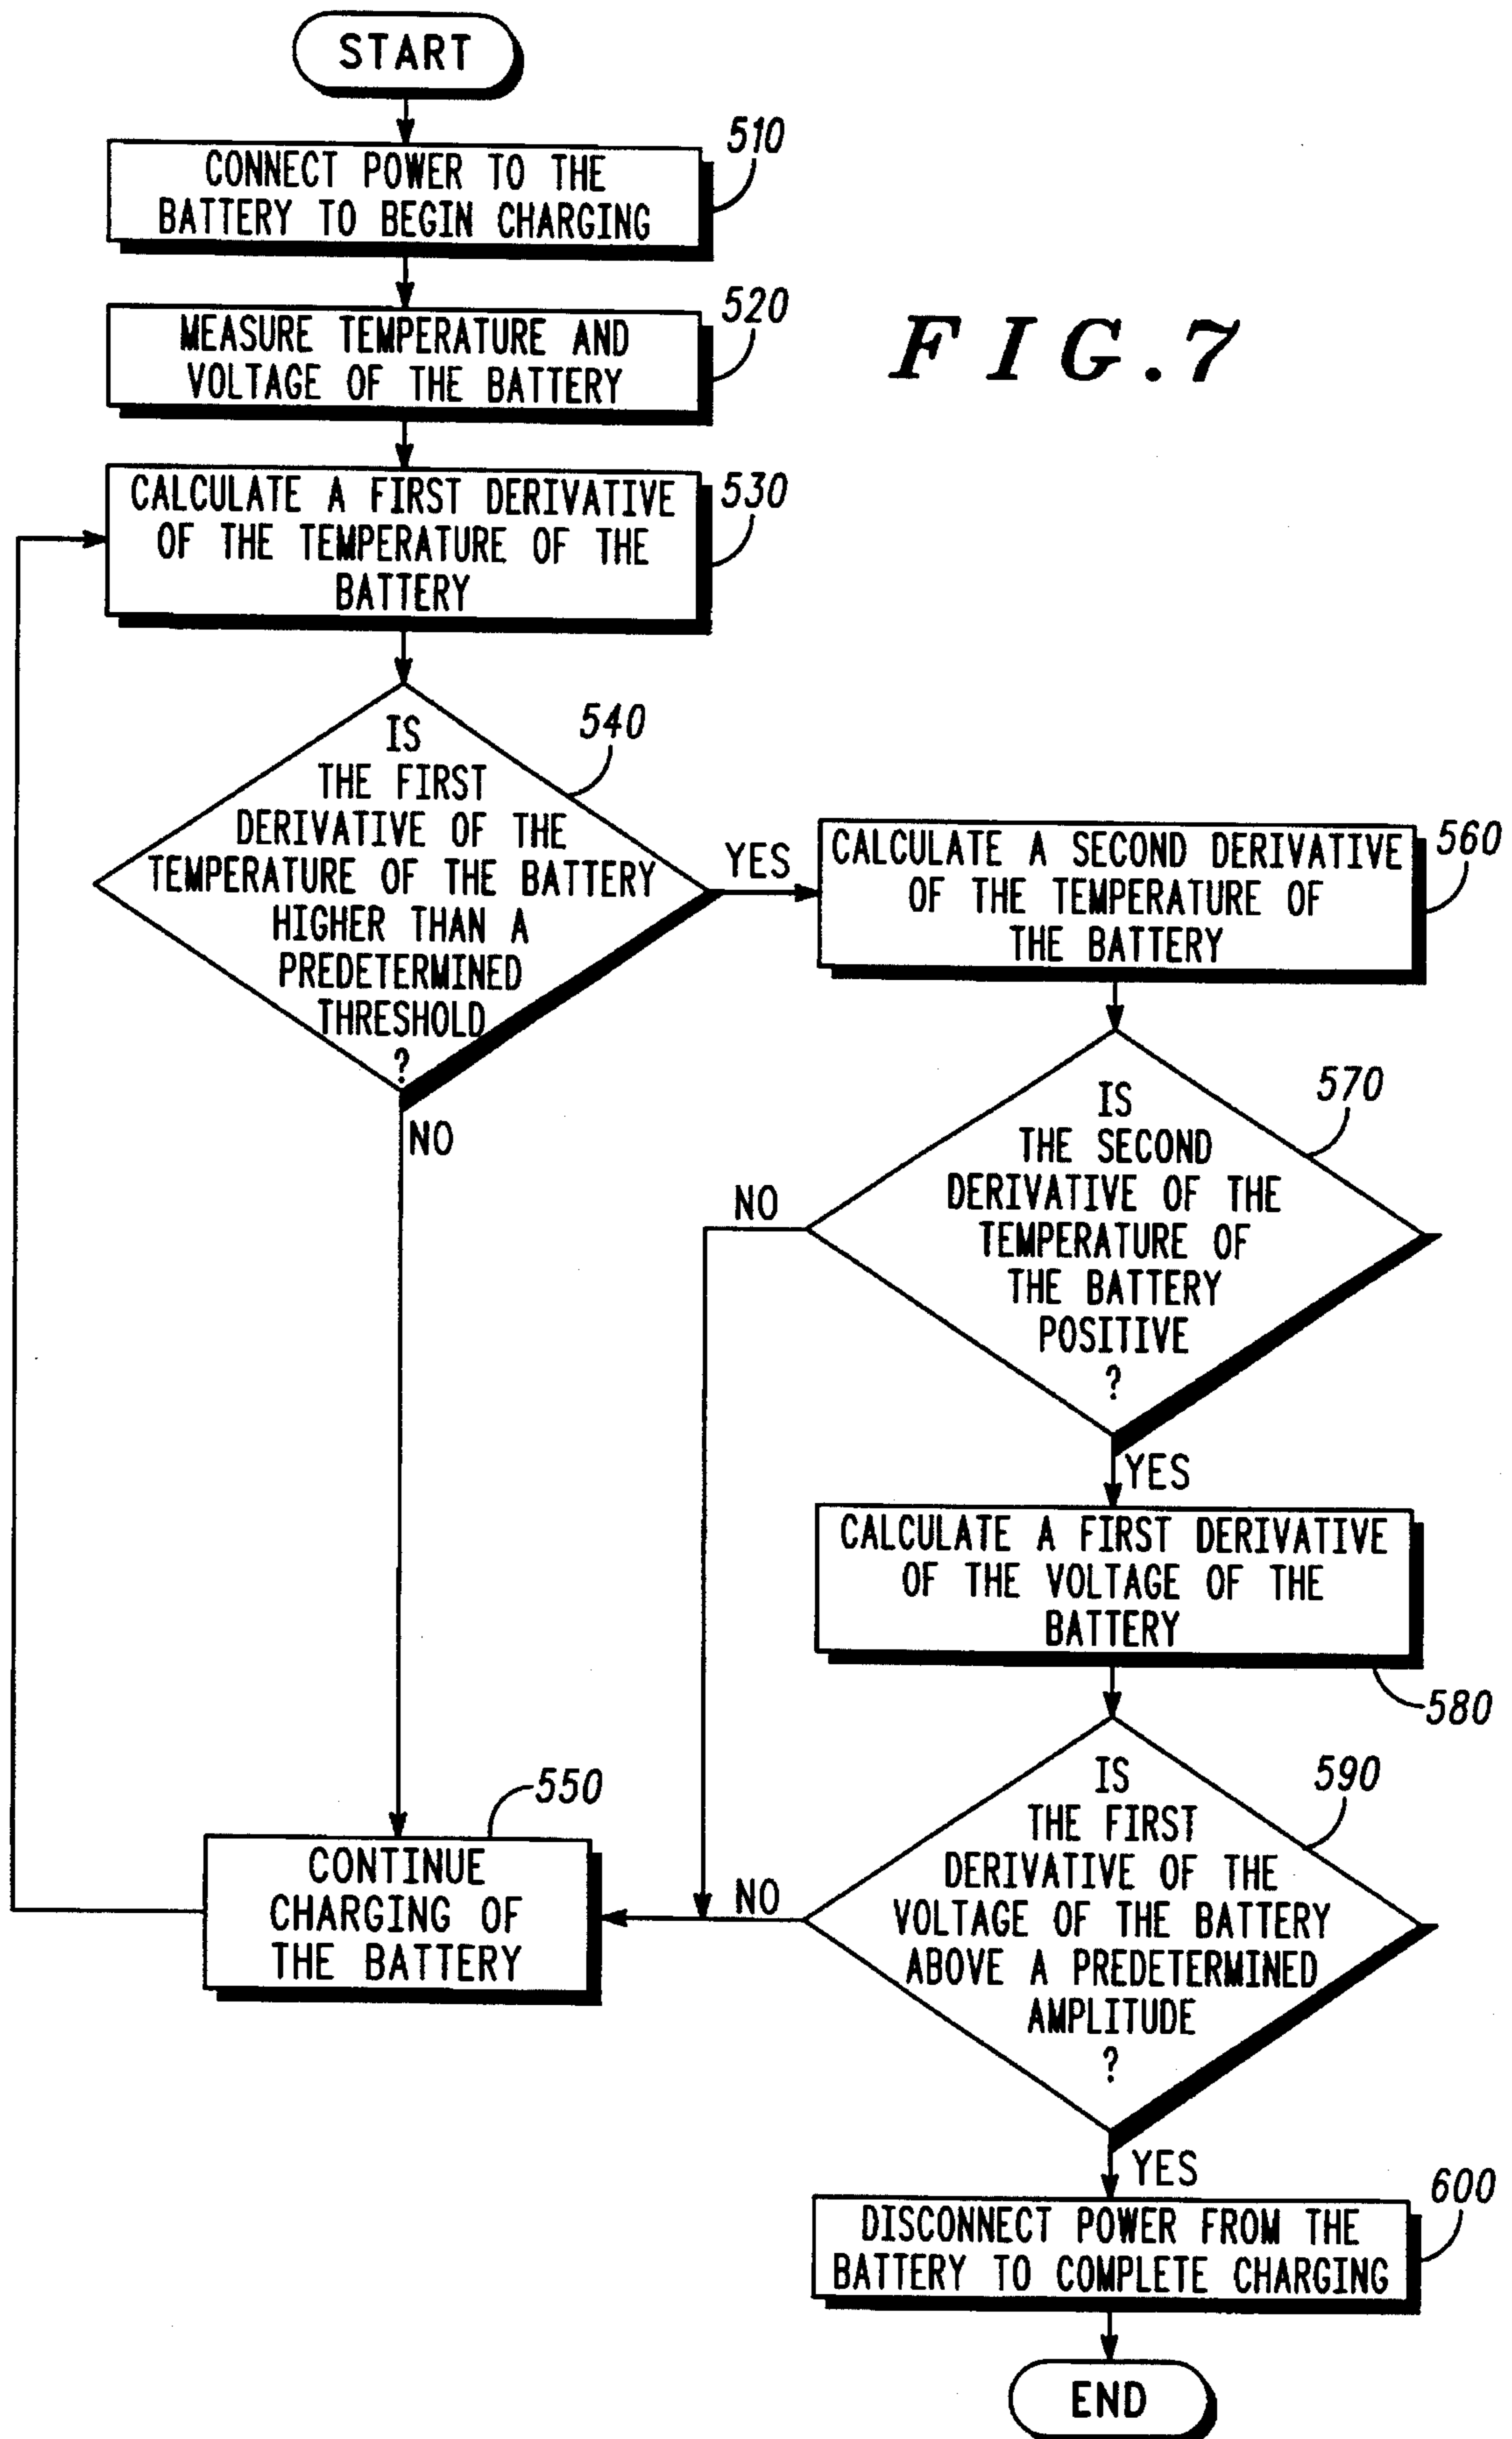 START
510
CONNECT POWER TO THE
BATTERY TO BEGIN CHARGING
520
MEASURE TEMPERATURE AND
VOLTAGE OF THE BATTERY
FIG.7
530
CALCULATE A FIRST DERIVATIVE
OF THE TEMPERATURE OF THE
BATTERY
540
IS
THE FIRST
DERIVATIVE OF THE
TEMPERATURE OF THE BATTERY
HIGHER THAN A
PREDETERMINED
THRESHOLD
?
YES
NO
560
CALCULATE A SECOND DERIVATIVE
OF THE TEMPERATURE OF
THE BATTERY
570
IS
THE SECOND
DERIVATIVE OF THE
TEMPERATURE OF
THE BATTERY
POSITIVE
?
NO
YES
CALCULATE A FIRST DERIVATIVE
OF THE VOLTAGE OF THE
BATTERY
580
590
IS
THE FIRST
DERIVATIVE OF THE
VOLTAGE OF THE BATTERY
ABOVE A PREDETERMINED
AMPLITUDE
?
NO
550
CONTINUE
CHARGING OF
THE BATTERY
YES
600
DISCONNECT POWER FROM THE
BATTERY TO COMPLETE CHARGING
END